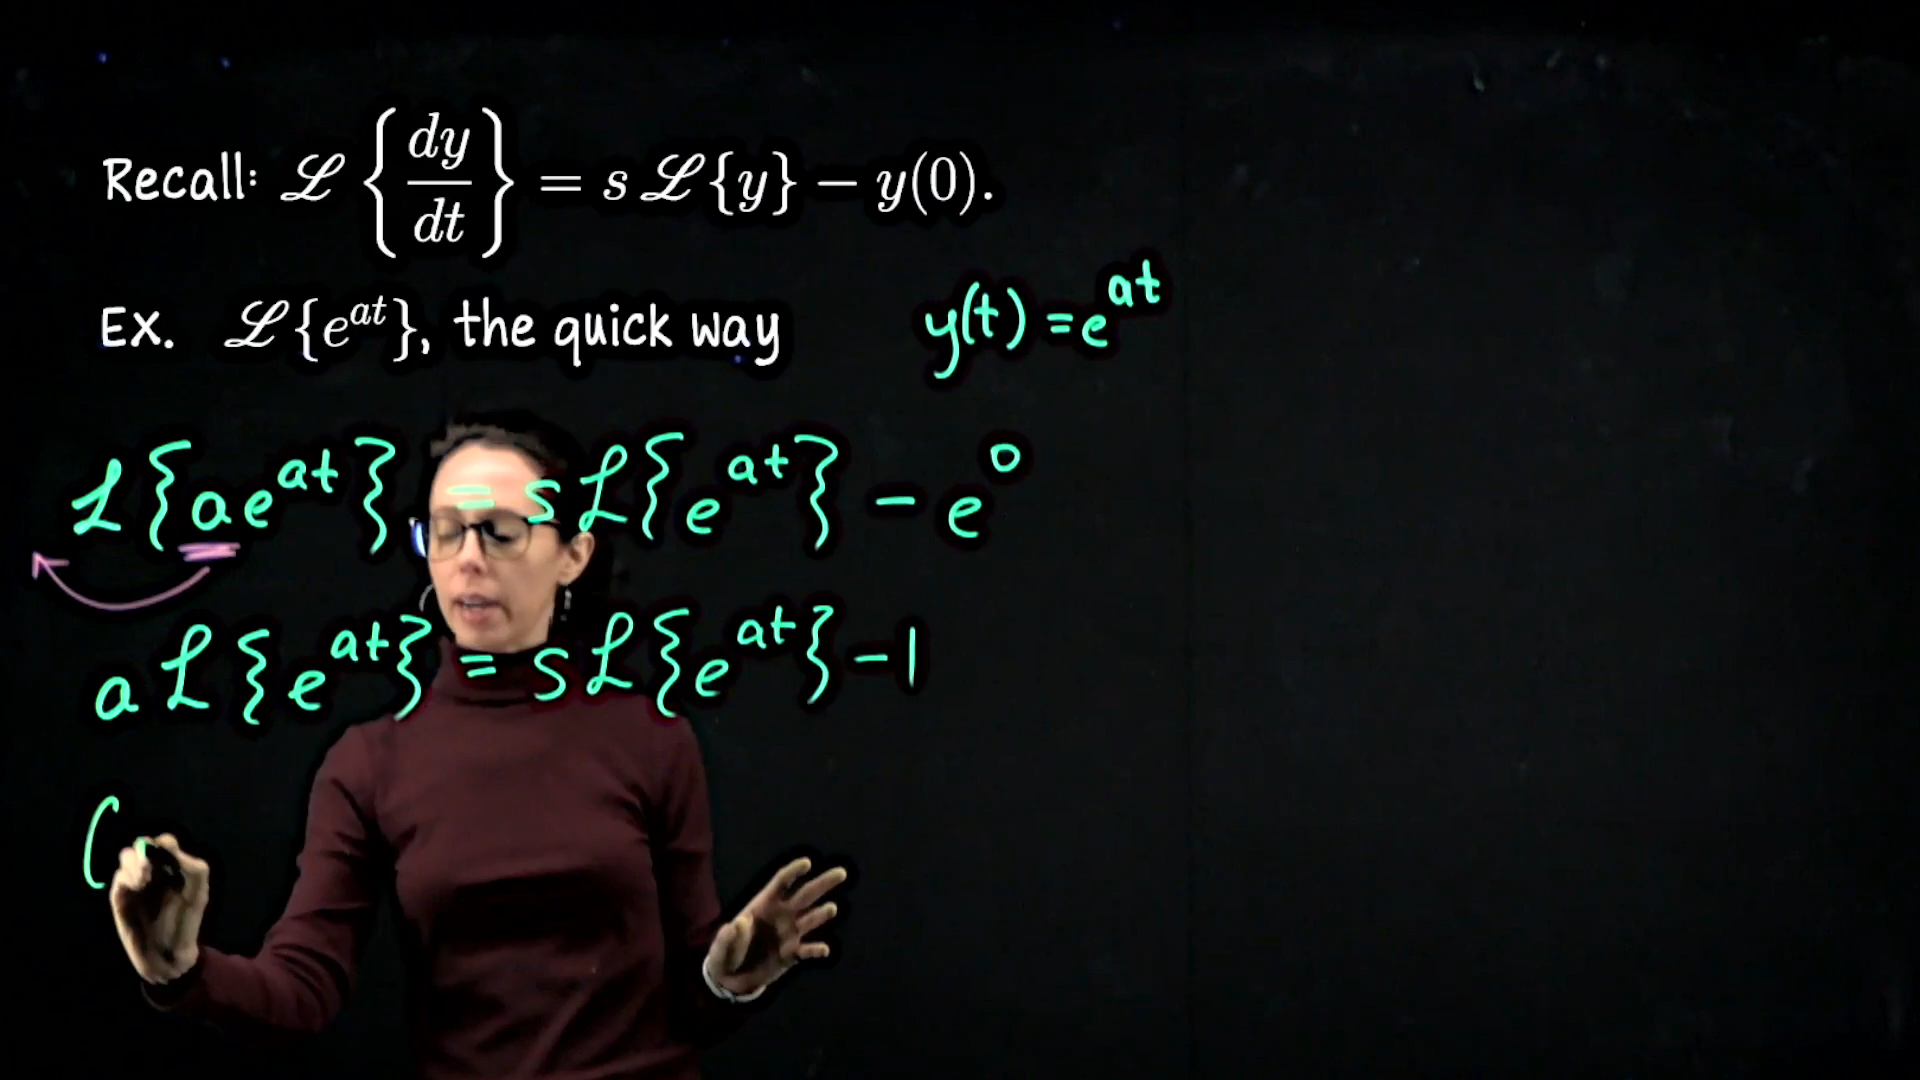 Recall: ℒ{dy/dt} = s ℒ{y} − y(0).
Ex. ℒ{e^{at}}, the quick way
y(t) = e^{at}
ℒ{ae^{at}} = sℒ{e^{at}} − e^0
aℒ{e^{at}} = sℒ{e^{at}} − 1
(